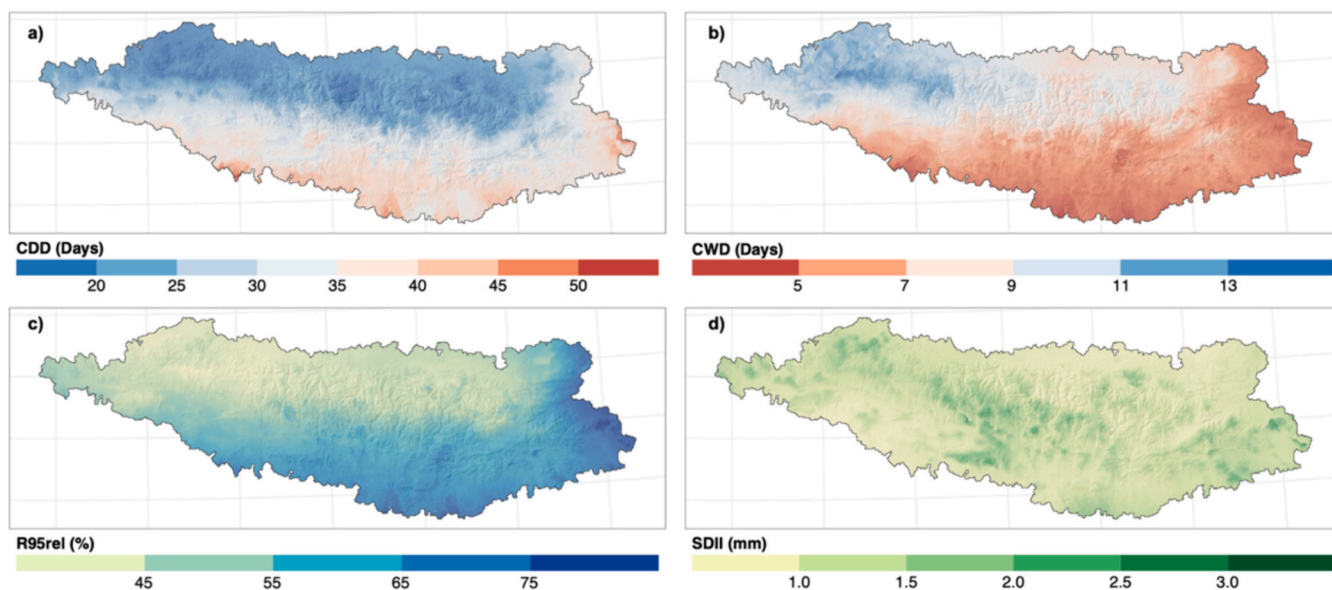 a)
b)
CDD (Days)
20 25 30 35 40 45 50
CWD (Days)
5 7 9 11 13
c)
d)
R95rel (%)
45 55 65 75
SDII (mm)
1.0 1.5 2.0 2.5 3.0